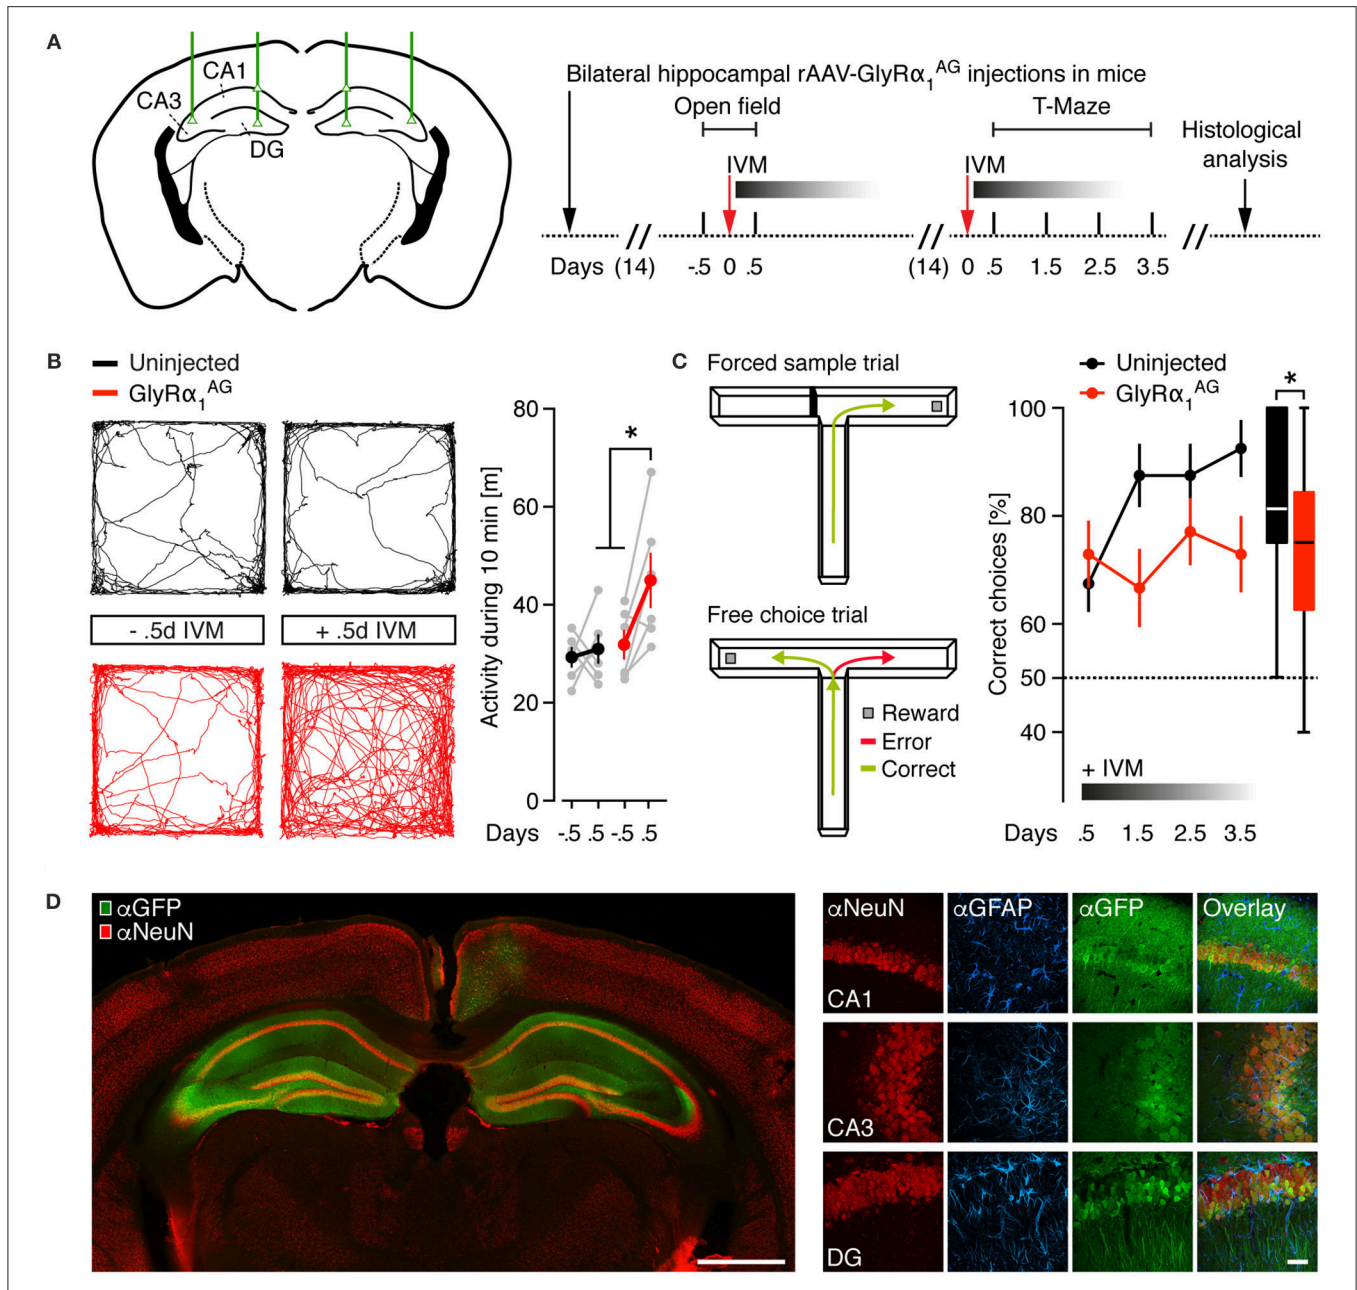 A
CA1
CA3
DG
Bilateral hippocampal rAAV-GlyRα₁ᴬᴳ injections in mice
Open field
T-Maze
Histological
analysis
IVM
IVM
Days (14) -.5 0 .5 (14) 0 .5 1.5 2.5 3.5
B
Uninjected
GlyRα₁ᴬᴳ
- .5d IVM
+ .5d IVM
Activity during 10 min [m]
80
60
40
20
0
*
Days -.5 .5 -.5 .5
C
Forced sample trial
Free choice trial
Reward
Error
Correct
Uninjected
GlyRα₁ᴬᴳ
*
Correct choices [%]
100
80
60
50
40
+ IVM
Days .5 1.5 2.5 3.5
D
αGFP
αNeuN
αNeuN αGFAP αGFP Overlay
CA1
CA3
DG